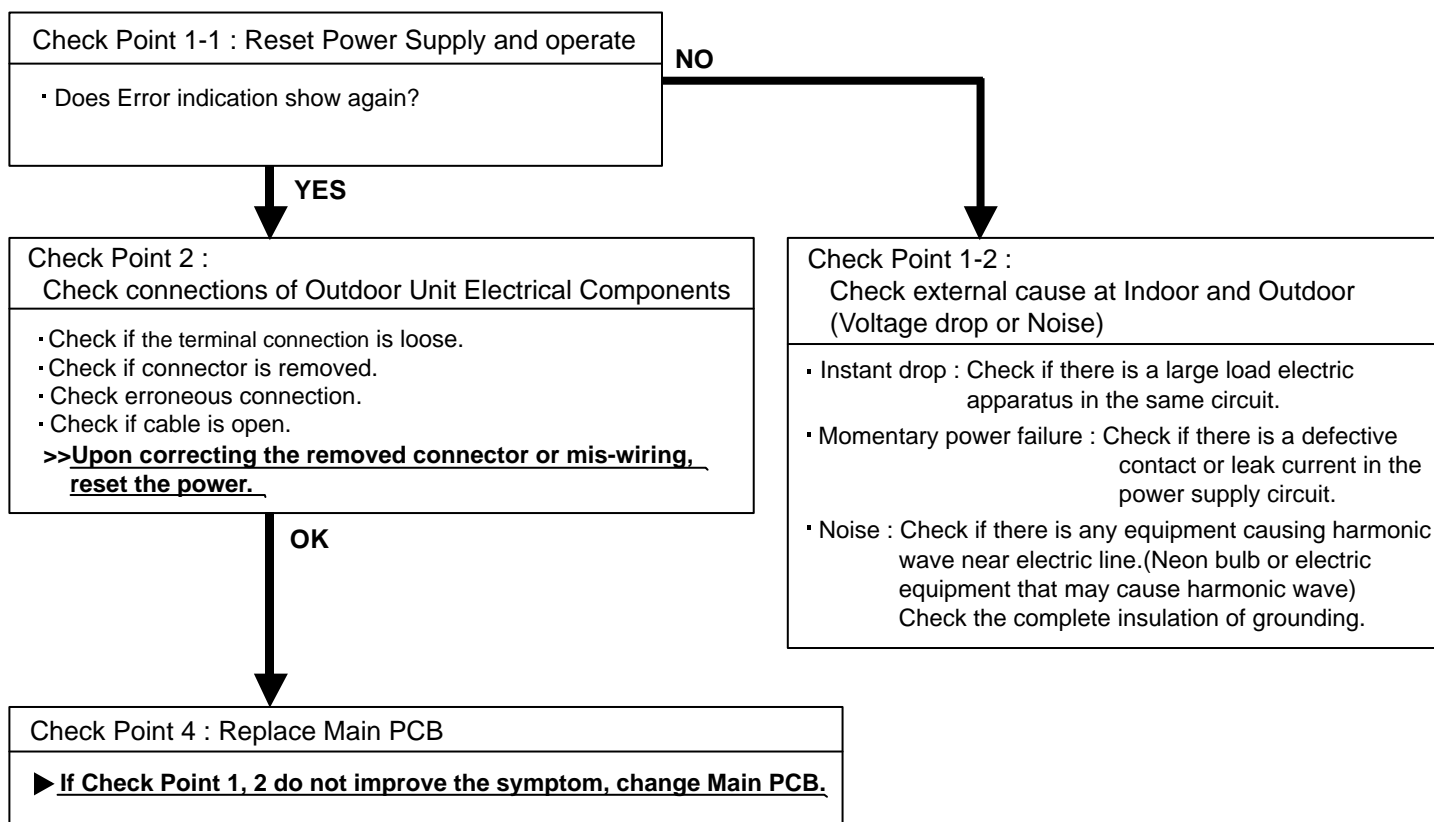 Check Point 1-1 : Reset Power Supply and operate
・Does Error indication show again?
NO
YES
Check Point 2 :
Check connections of Outdoor Unit Electrical Components
・Check if the terminal connection is loose.
・Check if connector is removed.
・Check erroneous connection.
・Check if cable is open.
>>Upon correcting the removed connector or mis-wiring,
reset the power.
OK
Check Point 1-2 :
Check external cause at Indoor and Outdoor
(Voltage drop or Noise)
・Instant drop : Check if there is a large load electric
apparatus in the same circuit.
・Momentary power failure : Check if there is a defective
contact or leak current in the
power supply circuit.
・Noise : Check if there is any equipment causing harmonic
wave near electric line.(Neon bulb or electric
equipment that may cause harmonic wave)
Check the complete insulation of grounding.
Check Point 4 : Replace Main PCB
▶If Check Point 1, 2 do not improve the symptom, change Main PCB.